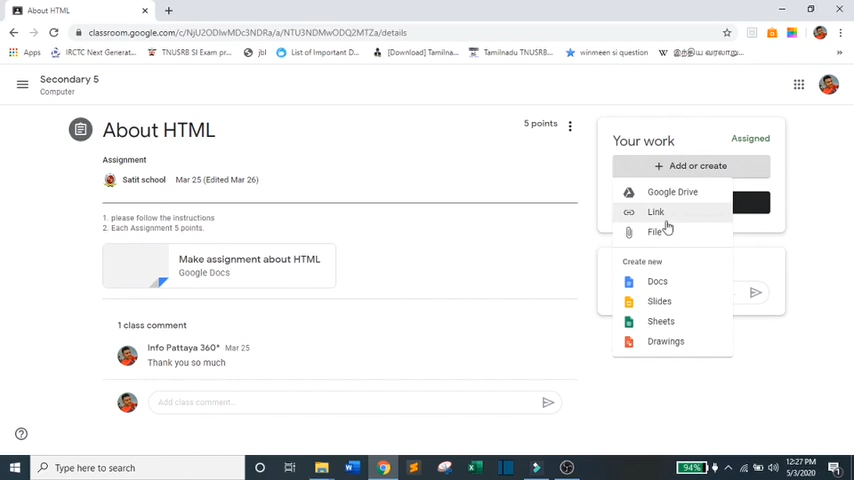 About HTML
classroom.google.com/c/NjU2ODIwMDc3NDRa/a/NTU3NDMwODQ2MTZa/details
Apps
IRCTC Next Generat...
TNUSRB SI Exam pr...
jbl
List of Important D...
[Download] Tamilna...
Tamilnadu TNUSRB...
winmeen si question
இந்திய வரலாறு...
Secondary 5
Computer
About HTML
5 points
Assignment
Satit school Mar 25 (Edited Mar 26)
1. please follow the instructions
2. Each Assignment 5 points.
Make assignment about HTML
Google Docs
1 class comment
Info Pattaya 360° Mar 25
Thank you so much
Add class comment...
Your work
Assigned
+ Add or create
Google Drive
Link
File
Create new
Docs
Slides
Sheets
Drawings
Type here to search
94%
12:27 PM
5/3/2020